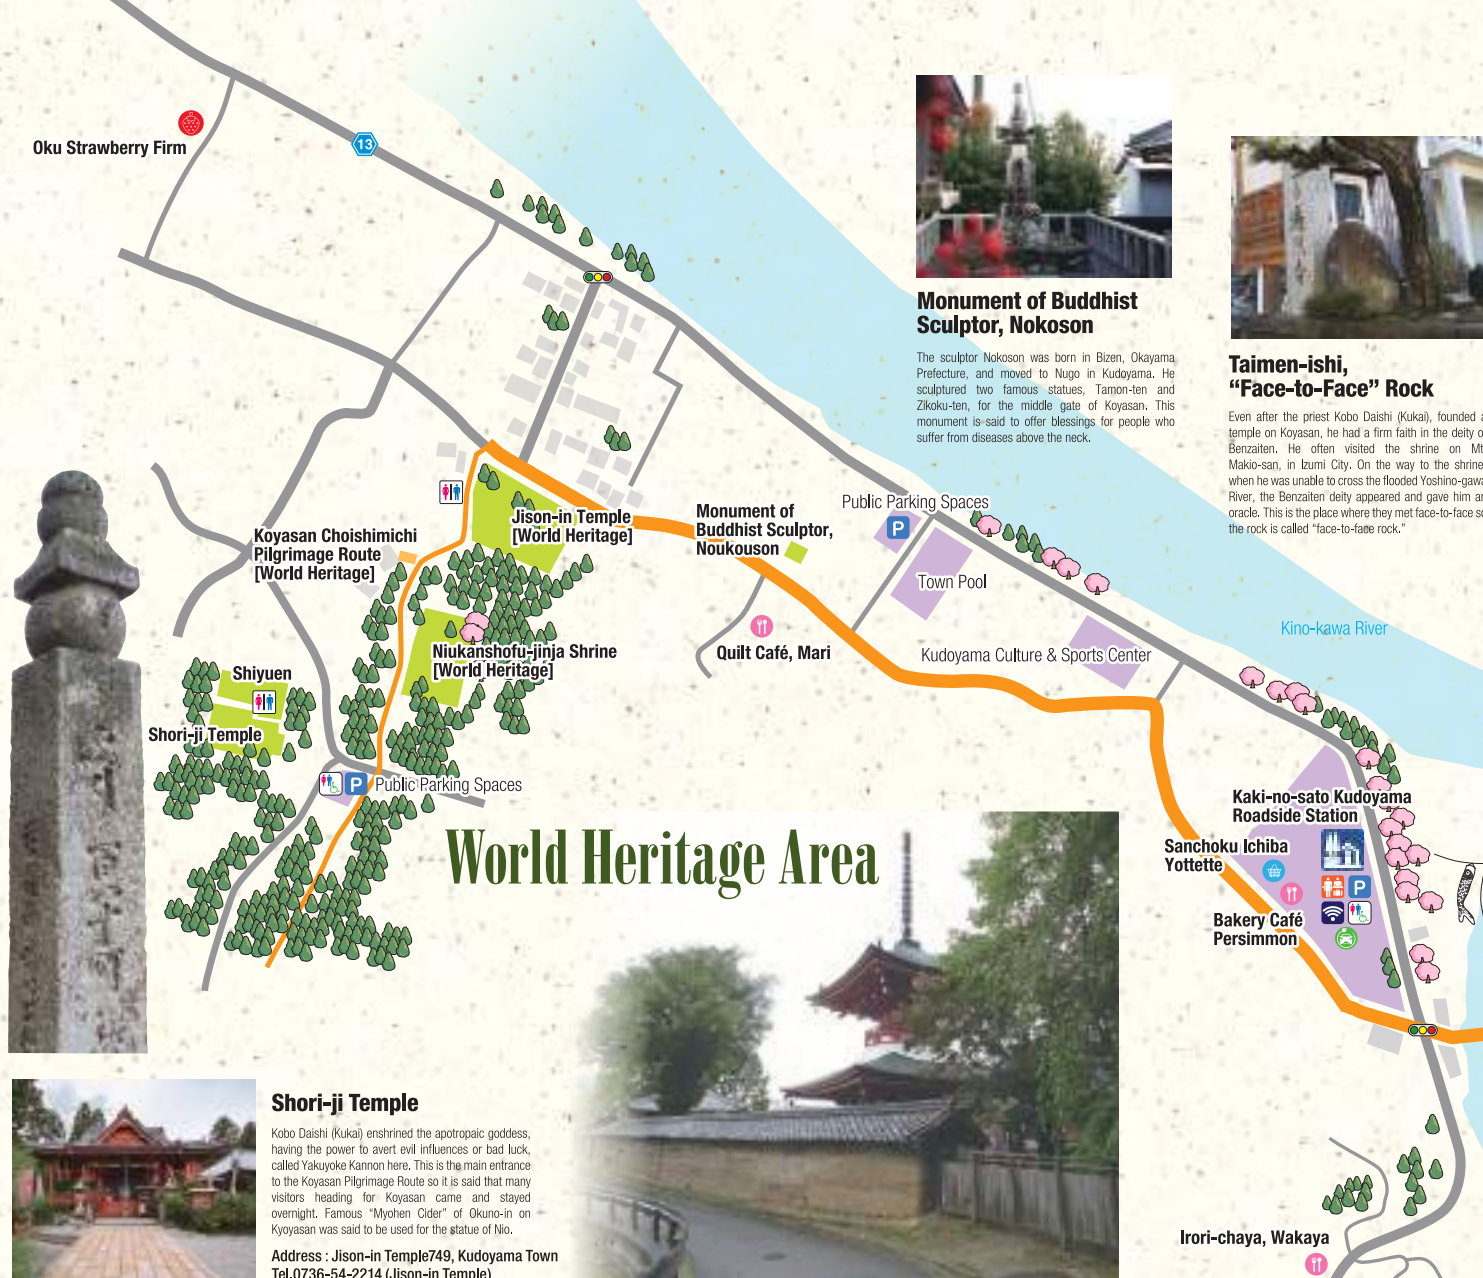 13
Oku Strawberry Firm
Monument of Buddhist
Sculptor, Nokoson
The sculptor Nokoson was born in Bizen, Okayama
Prefecture, and moved to Nugo in Kudoyama. He
sculptured two famous statues, Tamon-ten and
Zikoku-ten, for the middle gate of Koyasan. This
monument is said to offer blessings for people who
suffer from diseases above the neck.
Taimen-ishi,
“Face-to-Face” Rock
Even after the priest Kobo Daishi (Kukai), founded a
temple on Koyasan, he had a firm faith in the deity o
Benzaiten. He often visited the shrine on Mt
Makio-san, in Izumi City. On the way to the shrine
when he was unable to cross the flooded Yoshino-gawa
River, the Benzaiten deity appeared and gave him an
oracle. This is the place where they met face-to-face so
the rock is called “face-to-face rock.”
Jison-in Temple
[World Heritage]
Koyasan Choishimichi
Pilgrimage Route
[World Heritage]
Monument of
Buddhist Sculptor,
Noukouson
Public Parking Spaces
P
Town Pool
Kino-kawa River
Quilt Café, Mari
Kudoyama Culture & Sports Center
Niukanshofu-jinja Shrine
[World Heritage]
Shiyuen
Shori-ji Temple
P
Public Parking Spaces
Kaki-no-sato Kudoyama
Roadside Station
Sanchoku Ichiba
Yottette
P
Bakery Café
Persimmon
World Heritage Area
Shori-ji Temple
Kobo Daishi (Kukai) enshrined the apotropaic goddess,
having the power to avert evil influences or bad luck,
called Yakuyoke Kannon here. This is the main entrance
to the Koyasan Pilgrimage Route so it is said that many
visitors heading for Koyasan came and stayed
overnight. Famous “Myohen Cider” of Okuno-in on
Kyoyasan was said to be used for the statue of Nio.
Address : Jison-in Temple749, Kudoyama Town
Tel.0736-54-2214 (Jison-in Temple)
Irori-chaya, Wakaya